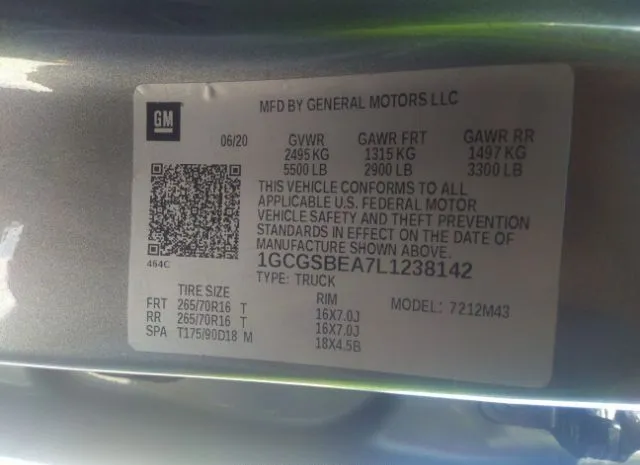 GM
MFD BY GENERAL MOTORS LLC
06/20 GVWR GAWR FRT GAWR RR
2495 KG 1315 KG 1497 KG
5500 LB 2900 LB 3300 LB
THIS VEHICLE CONFORMS TO ALL
APPLICABLE U.S. FEDERAL MOTOR
VEHICLE SAFETY AND THEFT PREVENTION
STANDARDS IN EFFECT ON THE DATE OF
MANUFACTURE SHOWN ABOVE.
464C 1GCGSBEA7L1238142
TYPE: TRUCK
TIRE SIZE RIM MODEL: 7212M43
FRT 265/70R16 T 16X7.0J
RR 265/70R16 T 16X7.0J
SPA T175/90D18 M 18X4.5B